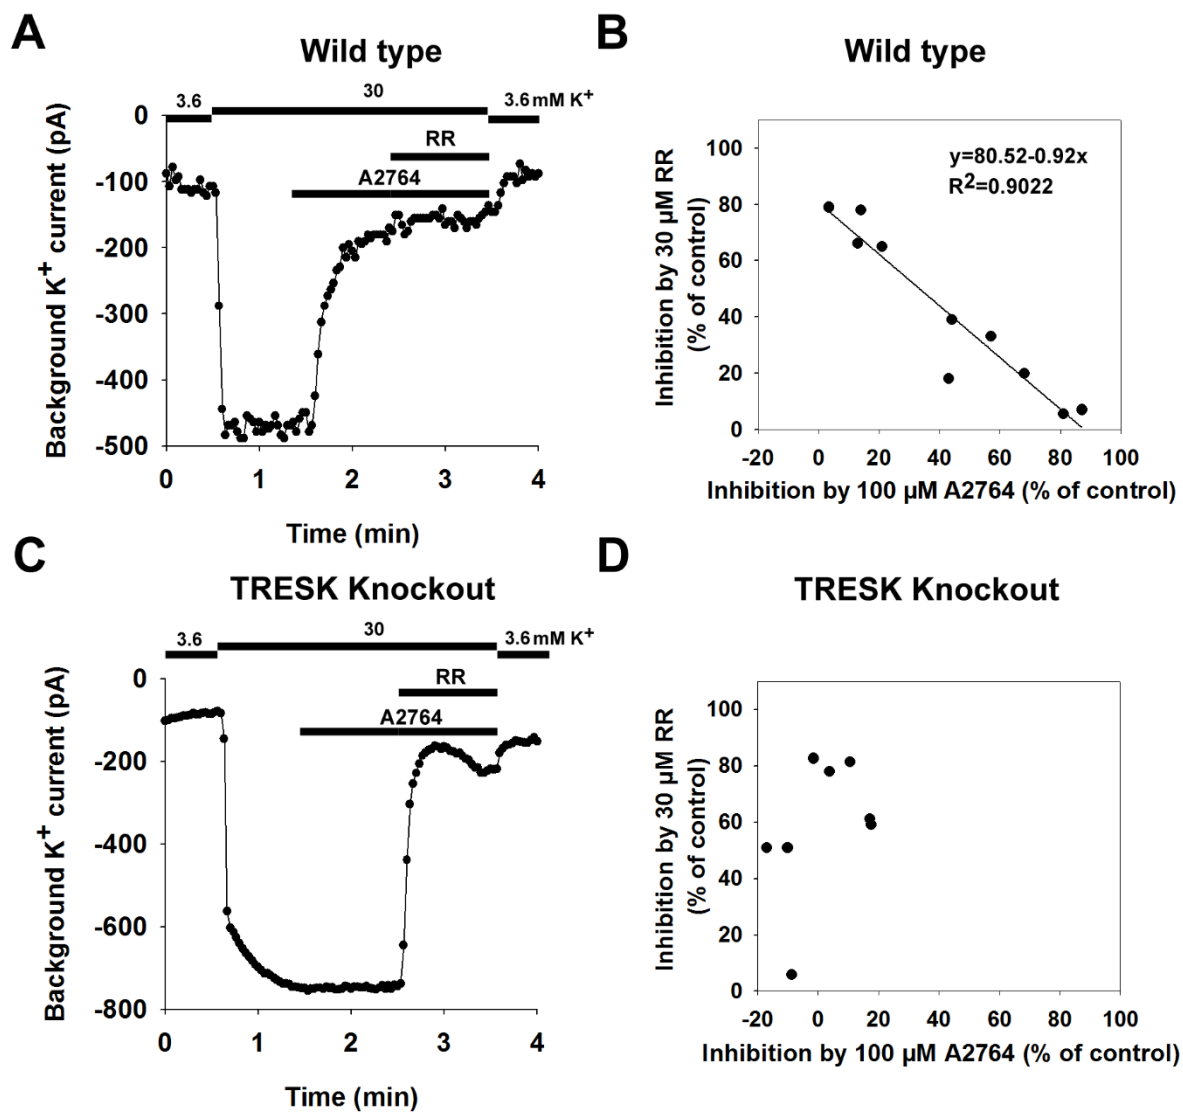 A
Wild type
3.6
30
3.6 mM K+
RR
A2764
0
-100
-200
-300
-400
-500
Background K+ current (pA)
0
1
2
3
4
Time (min)
B
Wild type
y=80.52-0.92x
R2=0.9022
100
80
60
40
20
0
Inhibition by 30 µM RR
(% of control)
-20
0
20
40
60
80
100
Inhibition by 100 µM A2764 (% of control)
C
TRESK Knockout
3.6
30
3.6 mM K+
RR
A2764
0
-200
-400
-600
-800
Background K+ current (pA)
0
1
2
3
4
Time (min)
D
TRESK Knockout
100
80
60
40
20
0
Inhibition by 30 µM RR
(% of control)
-20
0
20
40
60
80
100
Inhibition by 100 µM A2764 (% of control)